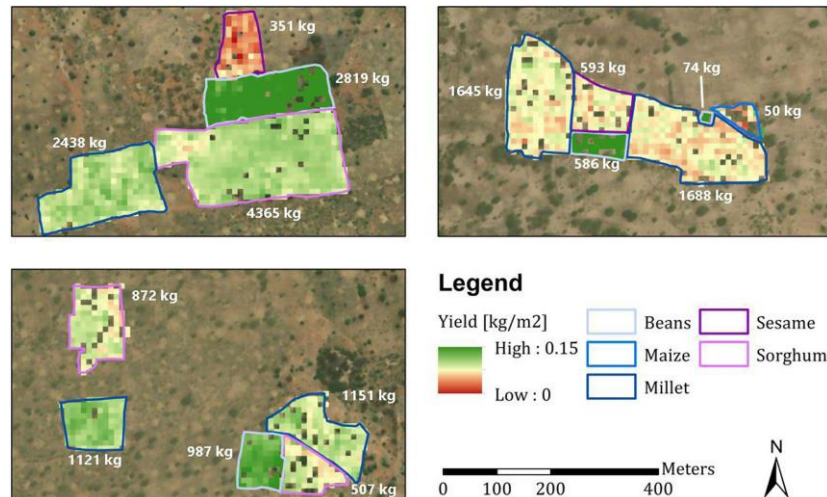 351 kg
2819 kg
2438 kg
4365 kg
593 kg
74 kg
1645 kg
50 kg
586 kg
1688 kg
872 kg
1151 kg
987 kg
1121 kg
507 kg
Legend
Yield [kg/m2]
High : 0.15
Low : 0
Beans
Sesame
Maize
Sorghum
Millet
Meters
0 100 200 400
N